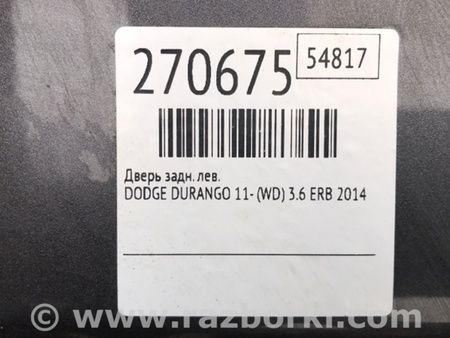 270675
54817
Дверь задн. лев.
DODGE DURANGO 11- (WD) 3.6 ERB 2014
© www.razborki.com